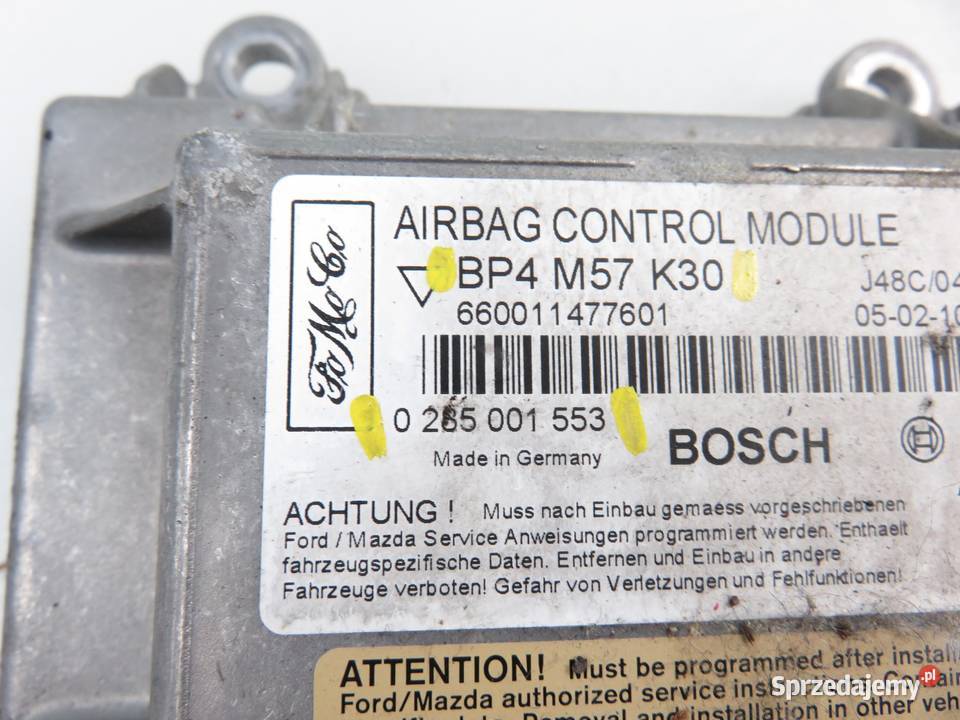 FoMoCo
AIRBAG CONTROL MODULE
BP4 M57 K30
J48C/04
660011477601
05-02-10
0 285 001 553
Made in Germany
BOSCH
ACHTUNG ! Muss nach Einbau gemaess vorgeschriebenen
Ford / Mazda Service Anweisungen programmiert werden. Enthaelt
fahrzeugspezifische Daten. Entfernen und Einbau in andere
Fahrzeuge verboten! Gefahr von Verletzungen und Fehlfunktionen!
ATTENTION! Must be programmed after install
Ford/Mazda authorized service
Removal and installation in other veh
Sprzedajemy.pl